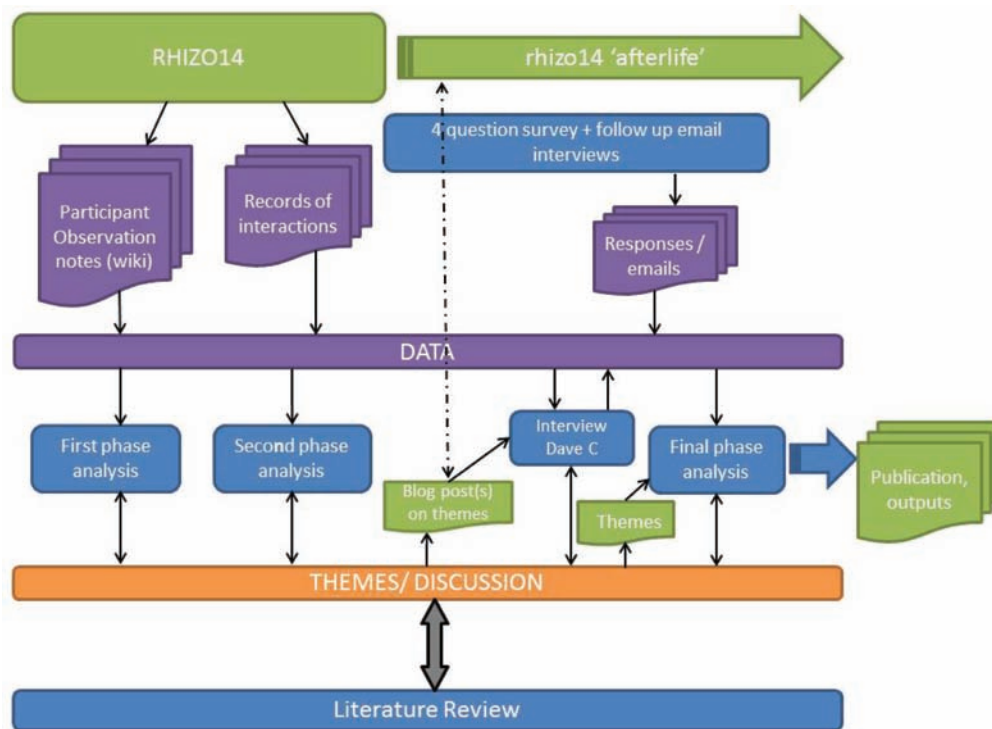 RHIZO14
rhizo14 ‘afterlife’
4 question survey + follow up email
interviews
Participant
Observation
notes (wiki)
Records of
interactions
Responses /
emails
DATA
First phase
analysis
Second phase
analysis
Interview
Dave C
Final phase
analysis
Blog post(s)
on themes
Themes
Publication,
outputs
THEMES/ DISCUSSION
Literature Review